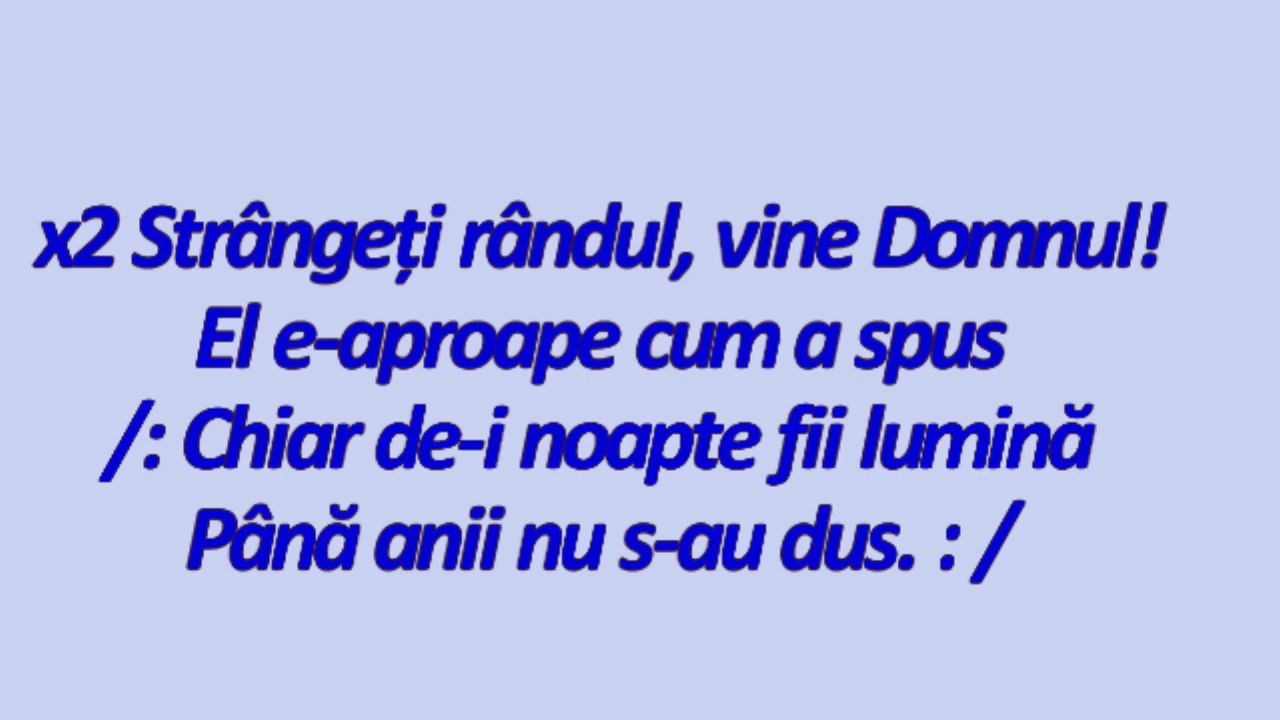 x2 Strângeți rândul, vine Domnul!
El e-aproape cum a spus
/: Chiar de-i noapte fii lumină
Până anii nu s-au dus. : /